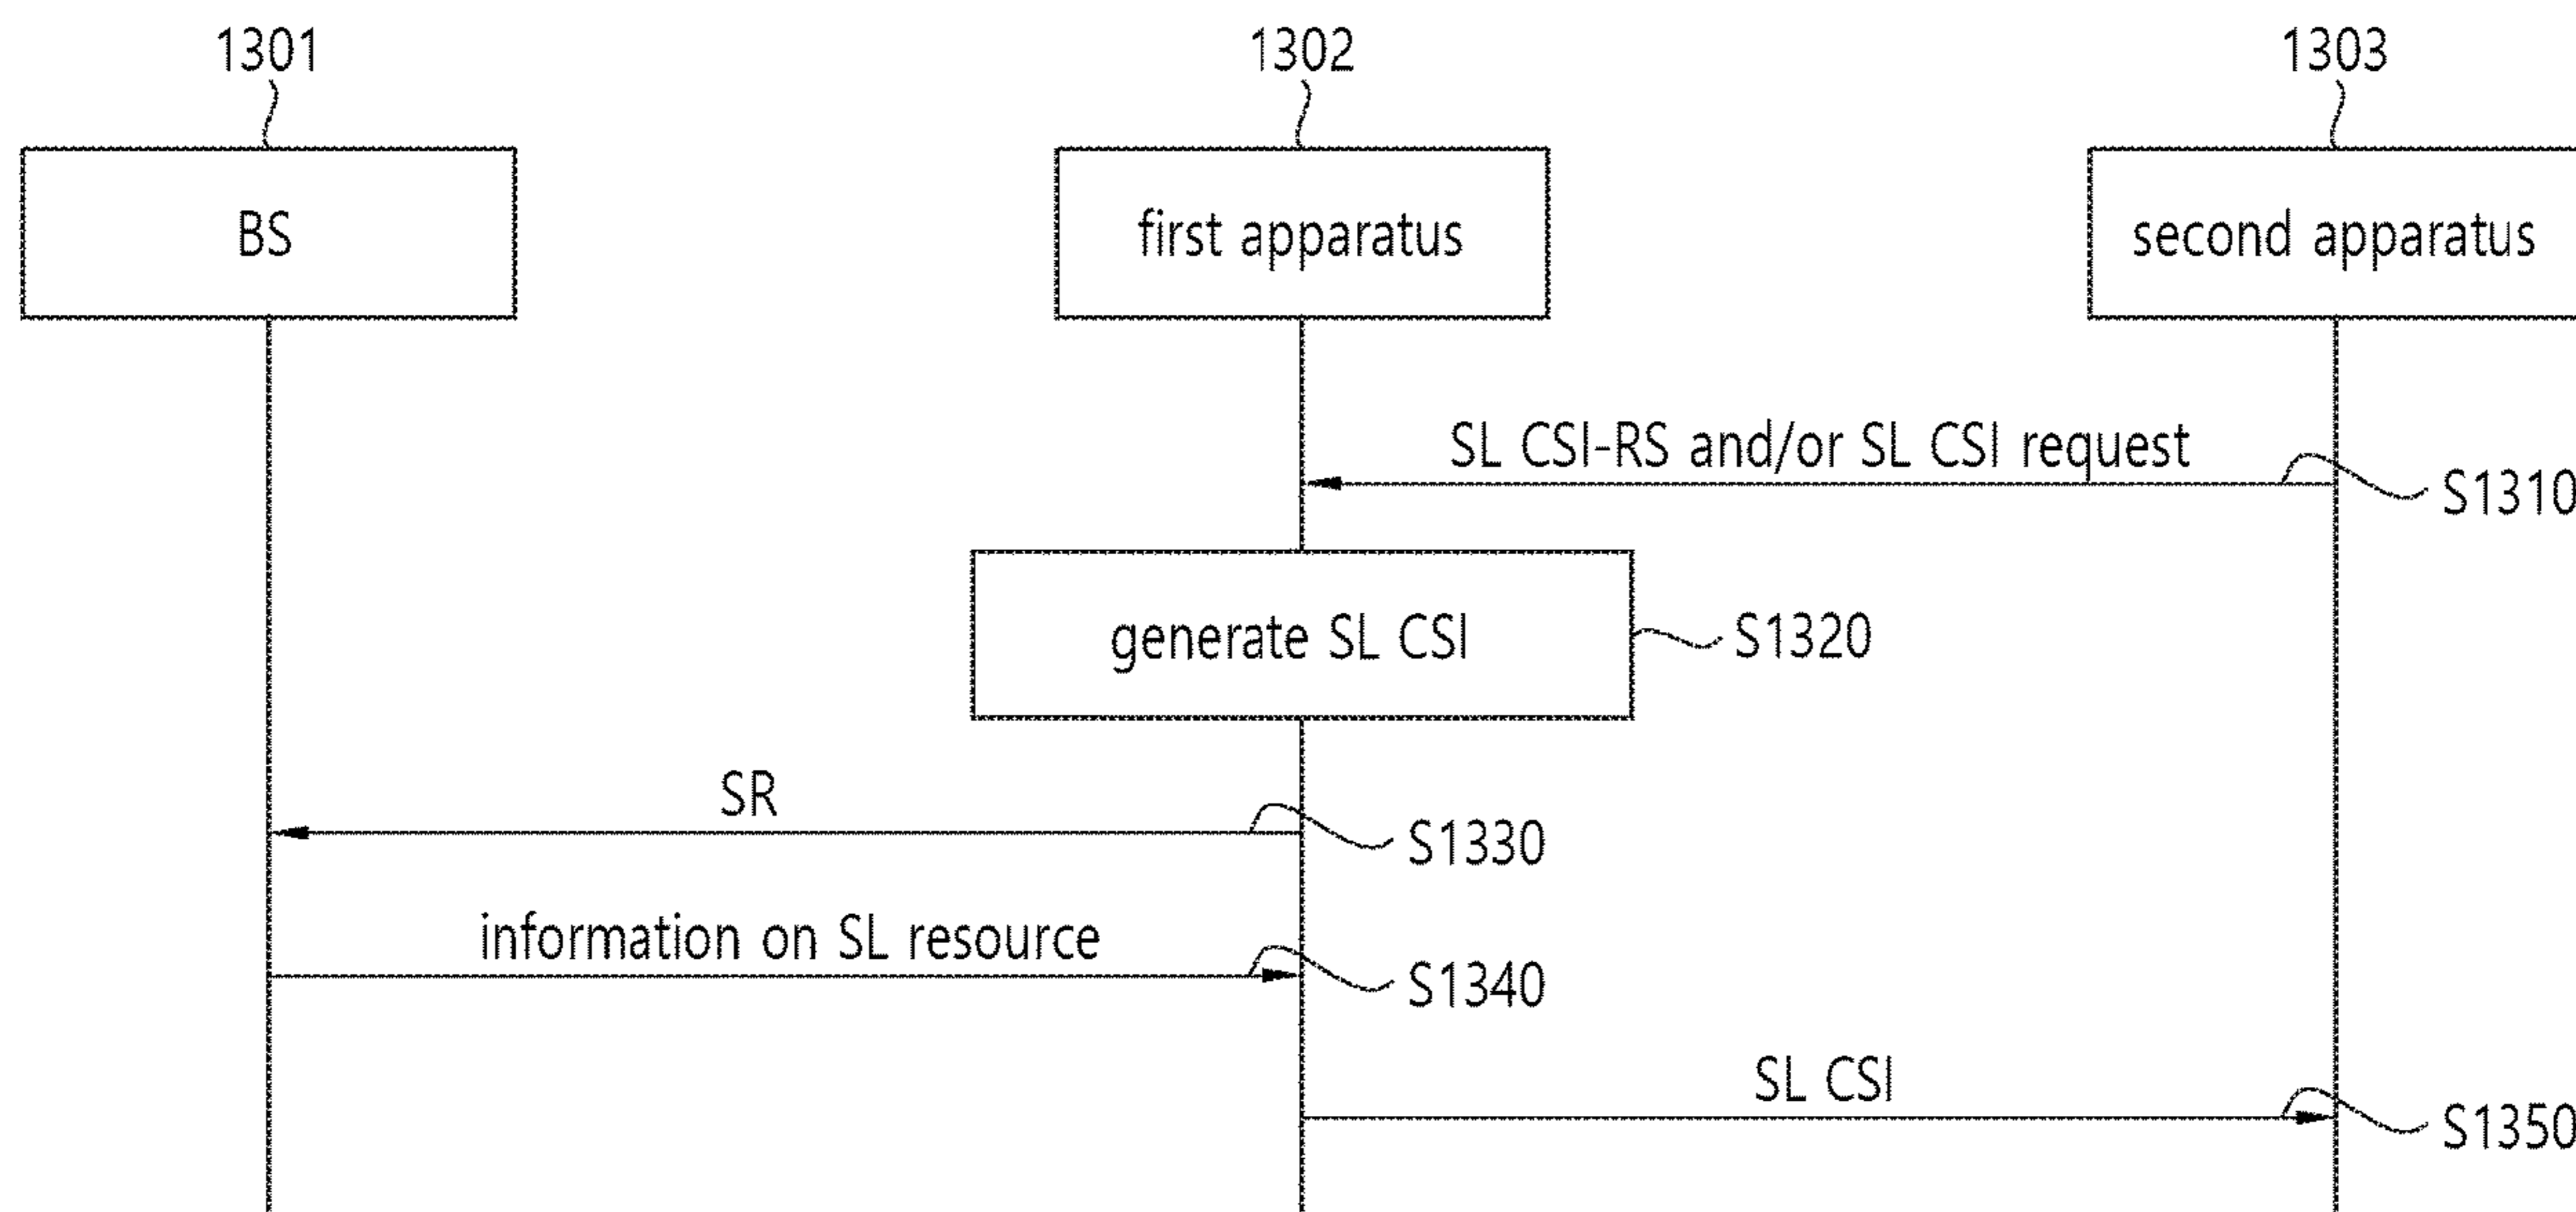 1301
1302
1303
BS
first apparatus
second apparatus
SL CSI-RS and/or SL CSI request
S1310
generate SL CSI
S1320
SR
S1330
information on SL resource
S1340
SL CSI
S1350